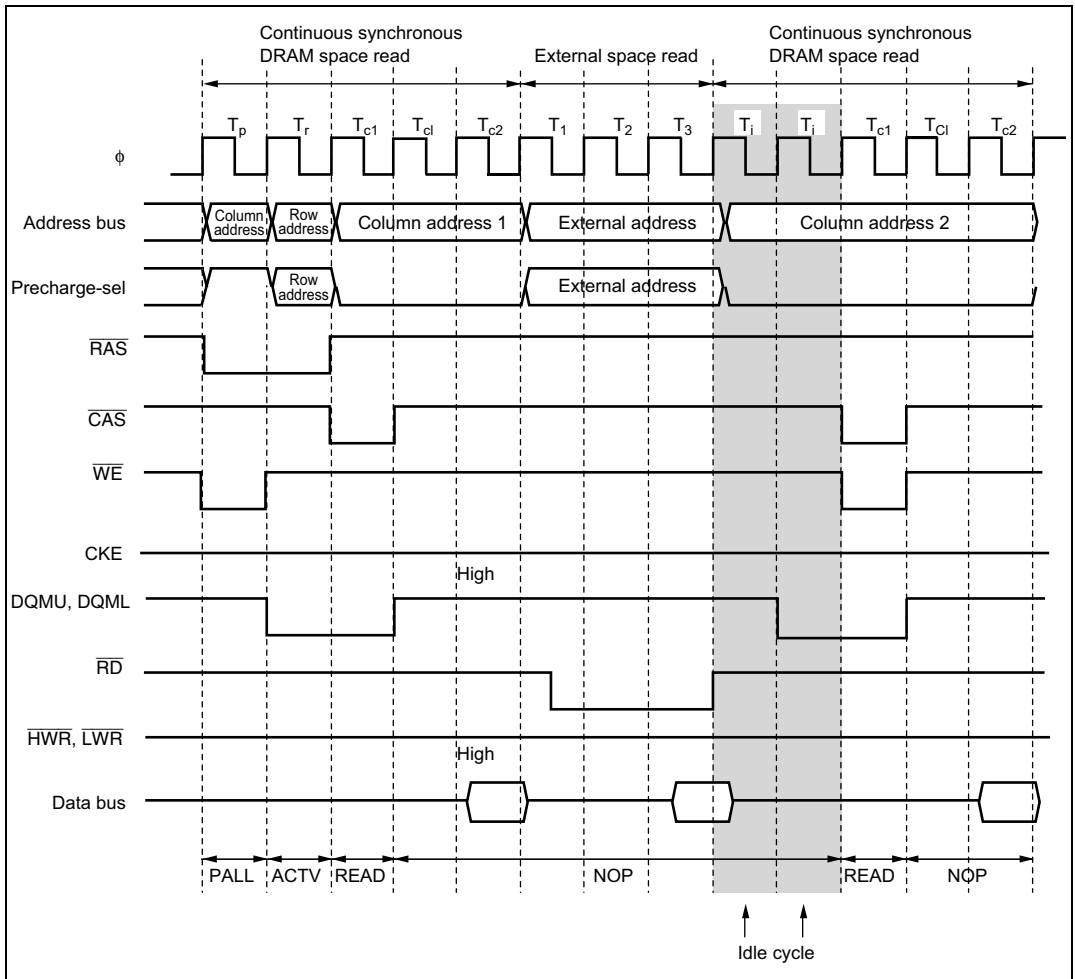 Continuous synchronous
DRAM space read
External space read
Continuous synchronous
DRAM space read
Tp Tr Tc1 Tcl Tc2 T1 T2 T3 Ti Ti Tc1 TCl Tc2
ϕ
Address bus
Column
address
Row
address
Column address 1
External address
Column address 2
Precharge-sel
Row
address
External address
RAS
CAS
WE
CKE
High
DQMU, DQML
RD
HWR, LWR
High
Data bus
PALL ACTV READ NOP READ NOP
Idle cycle